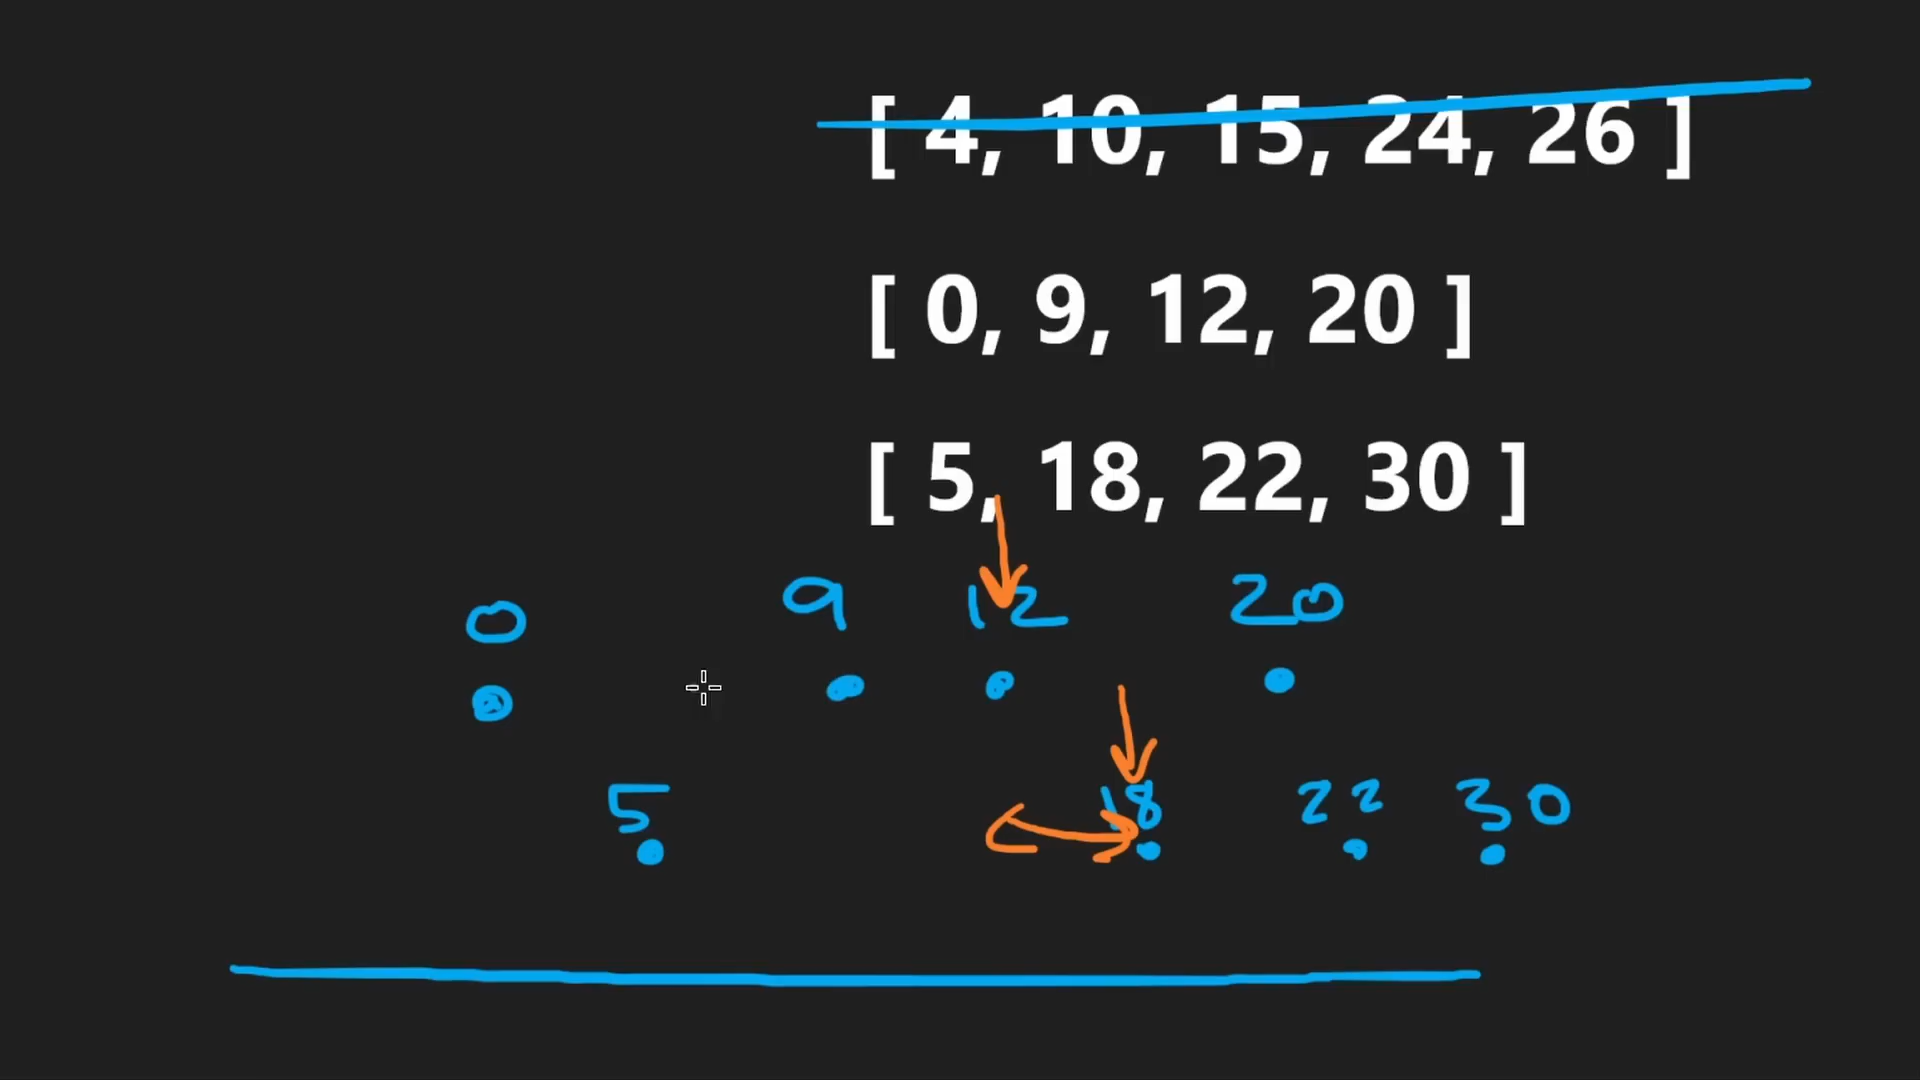 [ 4, 10, 15, 24, 26 ]
[ 0, 9, 12, 20 ]
[ 5, 18, 22, 30 ]
0 9 12 20
5 18 22 30